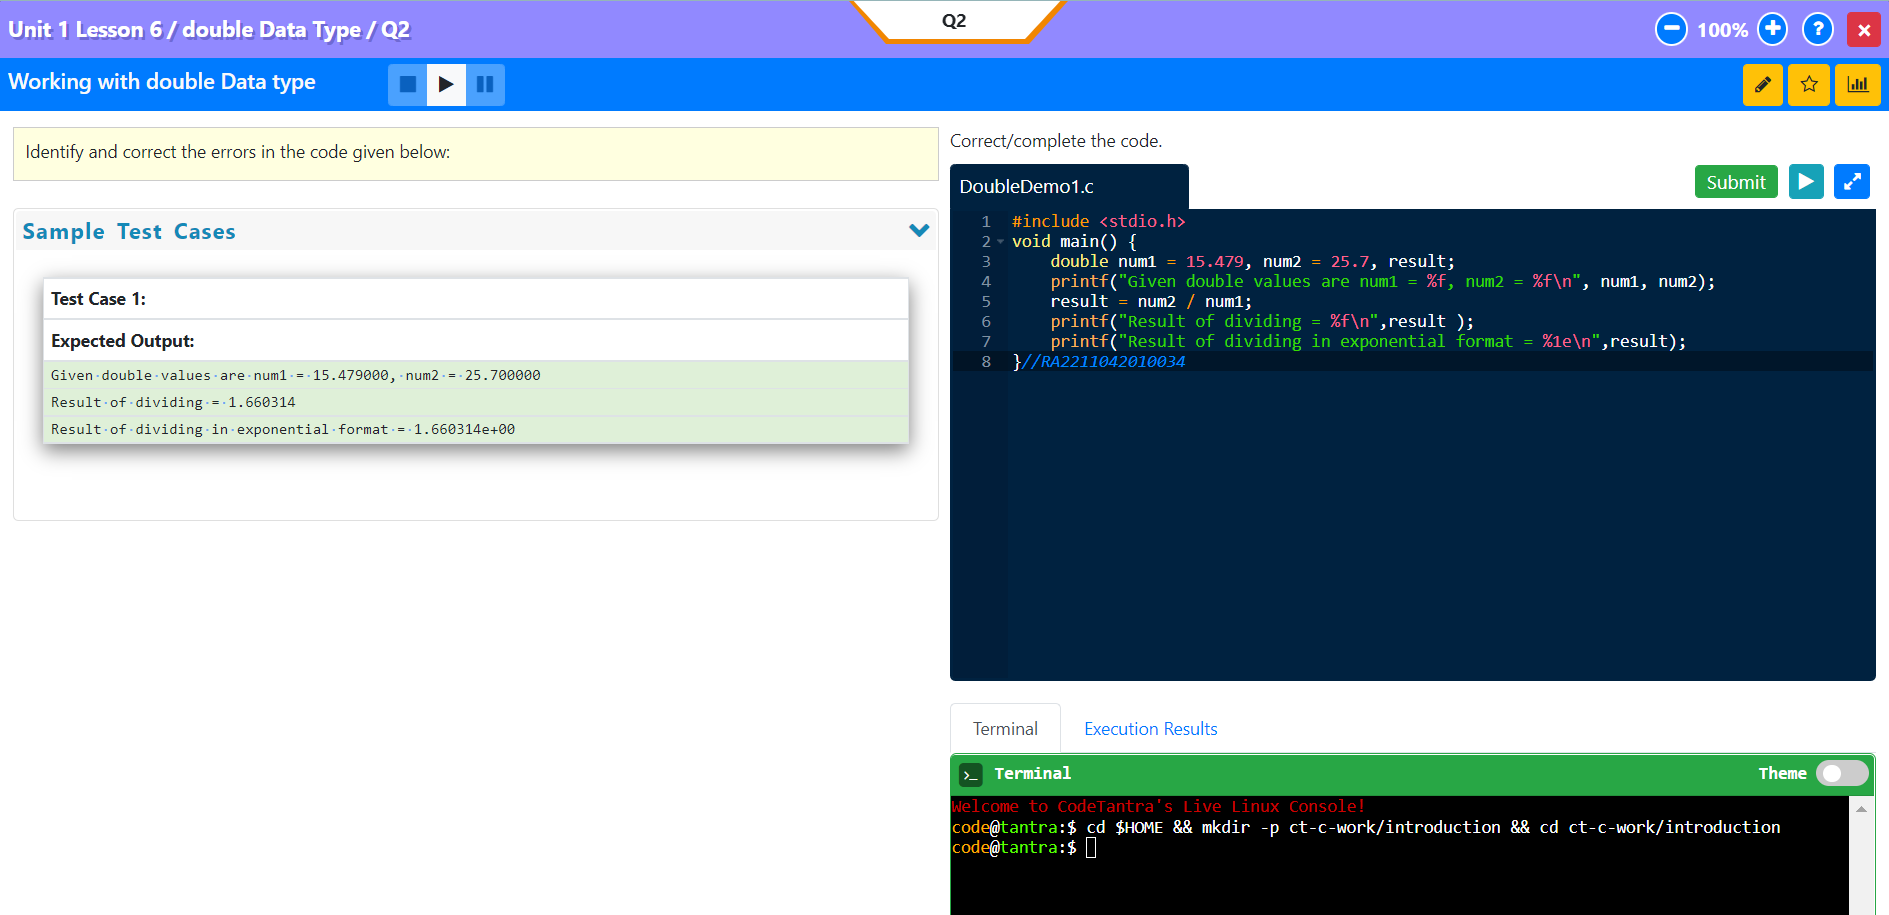 Unit 1 Lesson 6 / double Data Type / Q2
Q2
100%
?
Working with double Data type
Identify and correct the errors in the code given below:
Sample Test Cases
Test Case 1:
Expected Output:
Given·double·values·are·num1·=·15.479000,·num2·=·25.700000
Result·of·dividing·=·1.660314
Result·of·dividing·in·exponential·format·=·1.660314e+00
Correct/complete the code.
DoubleDemo1.c
Submit
1 #include <stdio.h>
2 void main() {
3 double num1 = 15.479, num2 = 25.7, result;
4 printf("Given double values are num1 = %f, num2 = %f\n", num1, num2);
5 result = num2 / num1;
6 printf("Result of dividing = %f\n",result );
7 printf("Result of dividing in exponential format = %1e\n",result);
8 }//RA2211042010034
Terminal
Execution Results
>_ Terminal
Theme
Welcome to CodeTantra's Live Linux Console!
code@tantra:$ cd $HOME && mkdir -p ct-c-work/introduction && cd ct-c-work/introduction
code@tantra:$